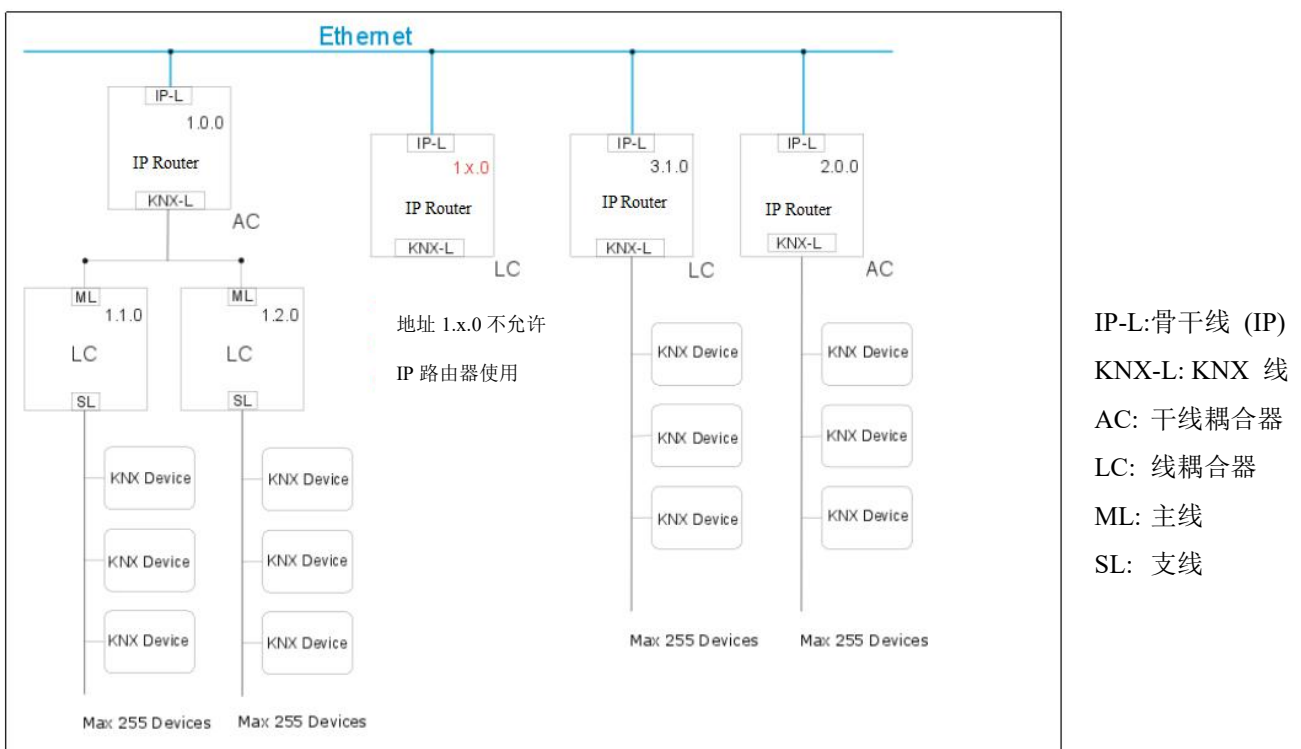 Ethernet
IP-L
1.0.0
IP Router
KNX-L
AC
ML
1.1.0
LC
SL
KNX Device
KNX Device
KNX Device
Max 255 Devices
ML
1.2.0
LC
SL
KNX Device
KNX Device
KNX Device
Max 255 Devices
IP-L
1.x.0
IP Router
KNX-L
LC
地址 1.x.0 不允许
IP 路由器使用
IP-L
3.1.0
IP Router
KNX-L
LC
KNX Device
KNX Device
KNX Device
Max 255 Devices
IP-L
2.0.0
IP Router
KNX-L
AC
KNX Device
KNX Device
KNX Device
Max 255 Devices
IP-L:骨干线 (IP)
KNX-L: KNX 线
AC: 干线耦合器
LC: 线耦合器
ML: 主线
SL: 支线